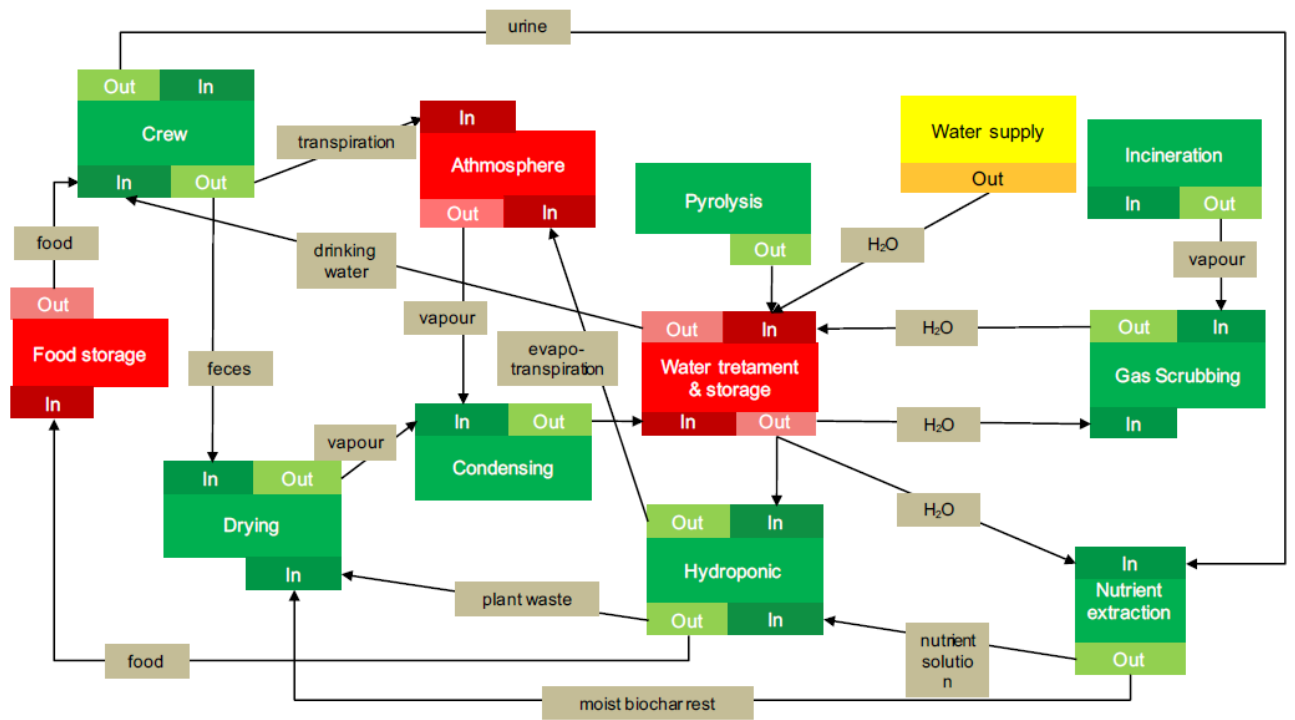 urine
Out In
Crew
In Out
transpiration
In
Athmosphere
Out In
Water supply
Out
Incineration
In Out
Pyrolysis
Out
food
drinking
water
H₂O
vapour
Out
Food storage
In
feces
vapour
evapo-
transpiration
Out In
Water tretament
& storage
In Out
H₂O
Out In
Gas Scrubbing
In
H₂O
vapour
In Out
Condensing
In Out
Drying
In
Out In
Hydroponic
Out In
H₂O
In
Nutrient
extraction
Out
plant waste
nutrient
solutio
n
food
moist biochar rest